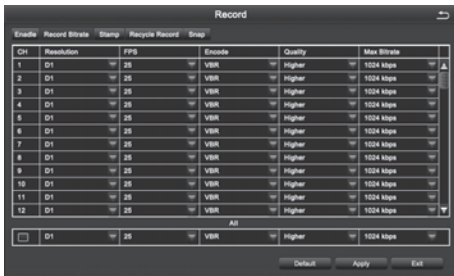 Record
Enable Record Bitrate Stamp Recycle Record Snap
CH Resolution FPS Encode Quality Max Bitrate
1 D1 25 VBR Higher 1024 kbps
2 D1 25 VBR Higher 1024 kbps
3 D1 25 VBR Higher 1024 kbps
4 D1 25 VBR Higher 1024 kbps
5 D1 25 VBR Higher 1024 kbps
6 D1 25 VBR Higher 1024 kbps
7 D1 25 VBR Higher 1024 kbps
8 D1 25 VBR Higher 1024 kbps
9 D1 25 VBR Higher 1024 kbps
10 D1 25 VBR Higher 1024 kbps
11 D1 25 VBR Higher 1024 kbps
12 D1 25 VBR Higher 1024 kbps
All
D1 25 VBR Higher 1024 kbps
Default Apply Exit